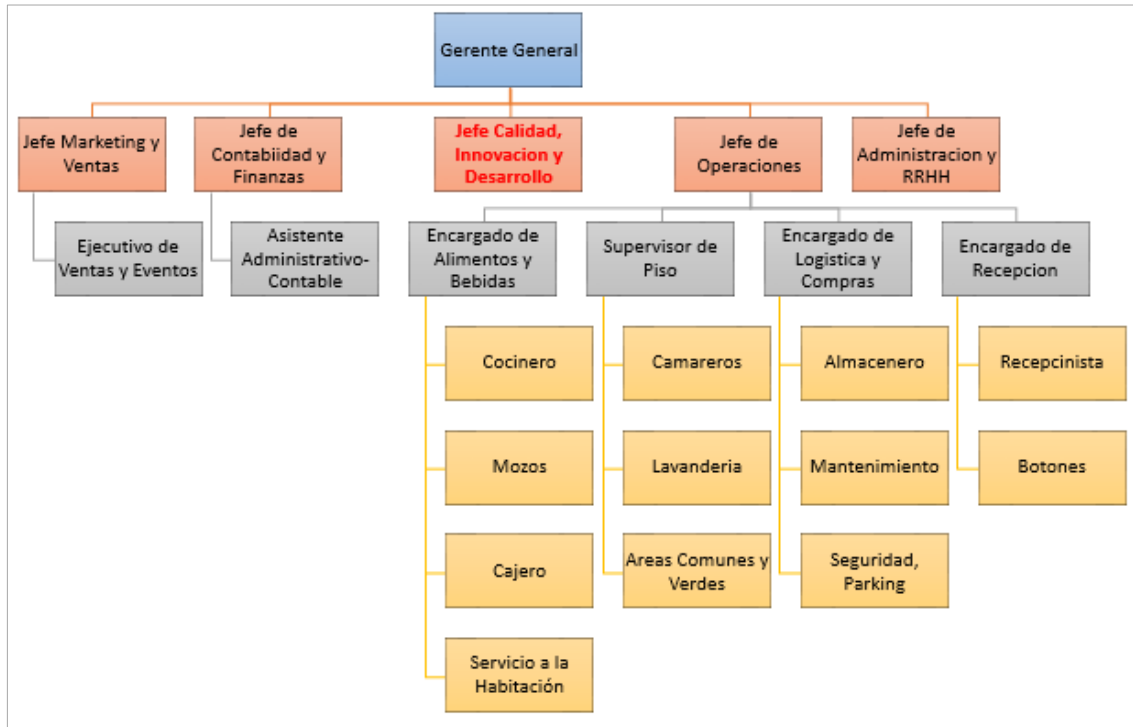 Gerente General
Jefe Marketing y
Ventas
Jefe de
Contabiidad y
Finanzas
Jefe Calidad,
Innovacion y
Desarrollo
Jefe de
Operaciones
Jefe de
Administracion y
RRHH
Ejecutivo de
Ventas y Eventos
Asistente
Administrativo-
Contable
Encargado de
Alimentos y
Bebidas
Supervisor de
Piso
Encargado de
Logistica y
Compras
Encargado de
Recepcion
Cocinero
Camareros
Almacenero
Recepcinista
Mozos
Lavanderia
Mantenimiento
Botones
Cajero
Areas Comunes y
Verdes
Seguridad,
Parking
Servicio a la
Habitación